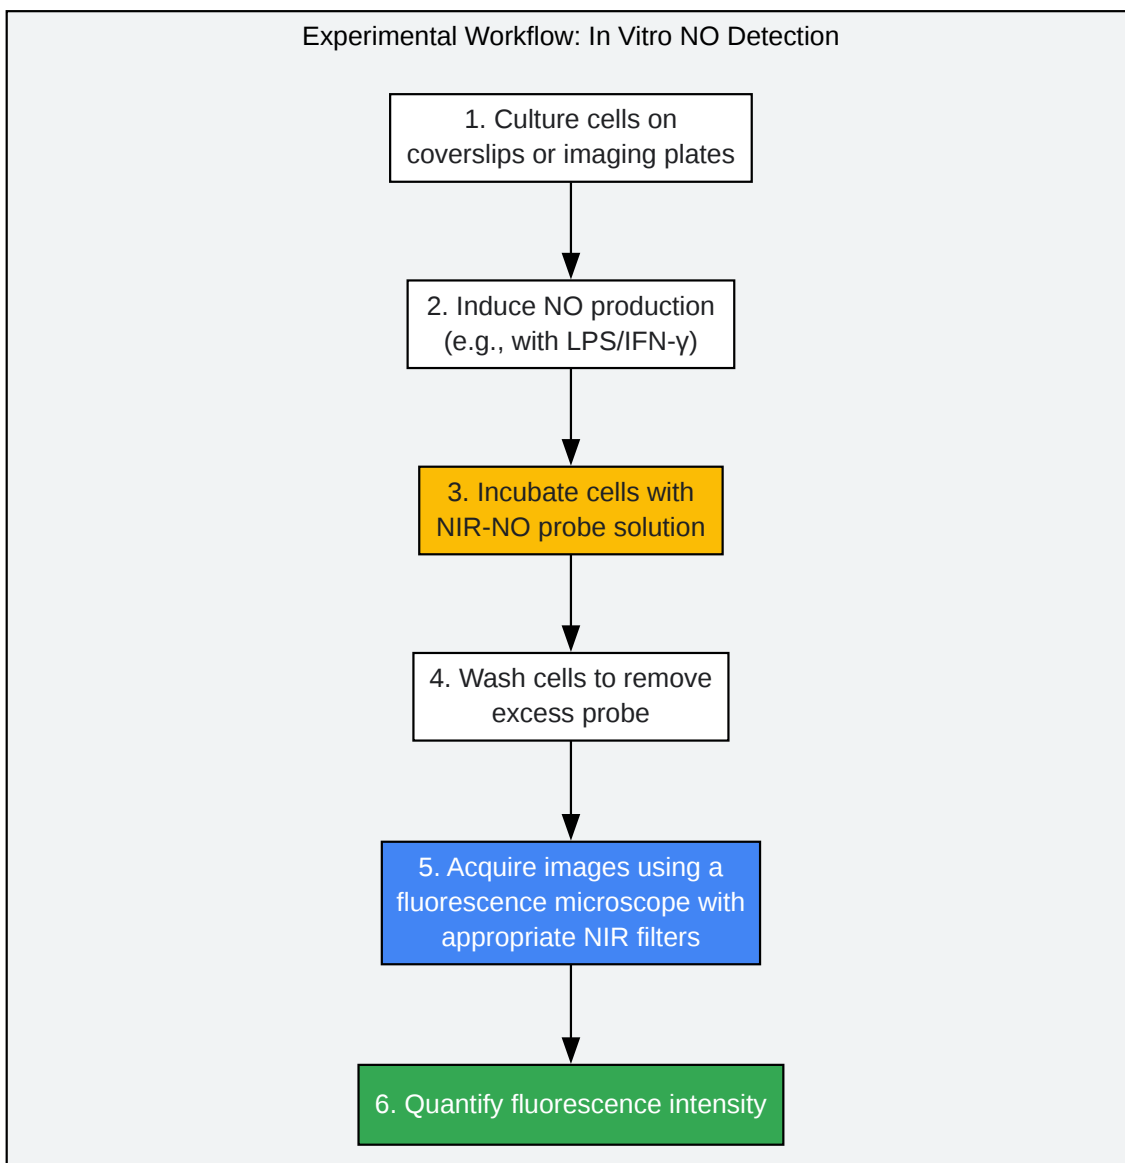 Experimental Workflow: In Vitro NO Detection
1. Culture cells on
coverslips or imaging plates
2. Induce NO production
(e.g., with LPS/IFN-γ)
3. Incubate cells with
NIR-NO probe solution
4. Wash cells to remove
excess probe
5. Acquire images using a
fluorescence microscope with
appropriate NIR filters
6. Quantify fluorescence intensity